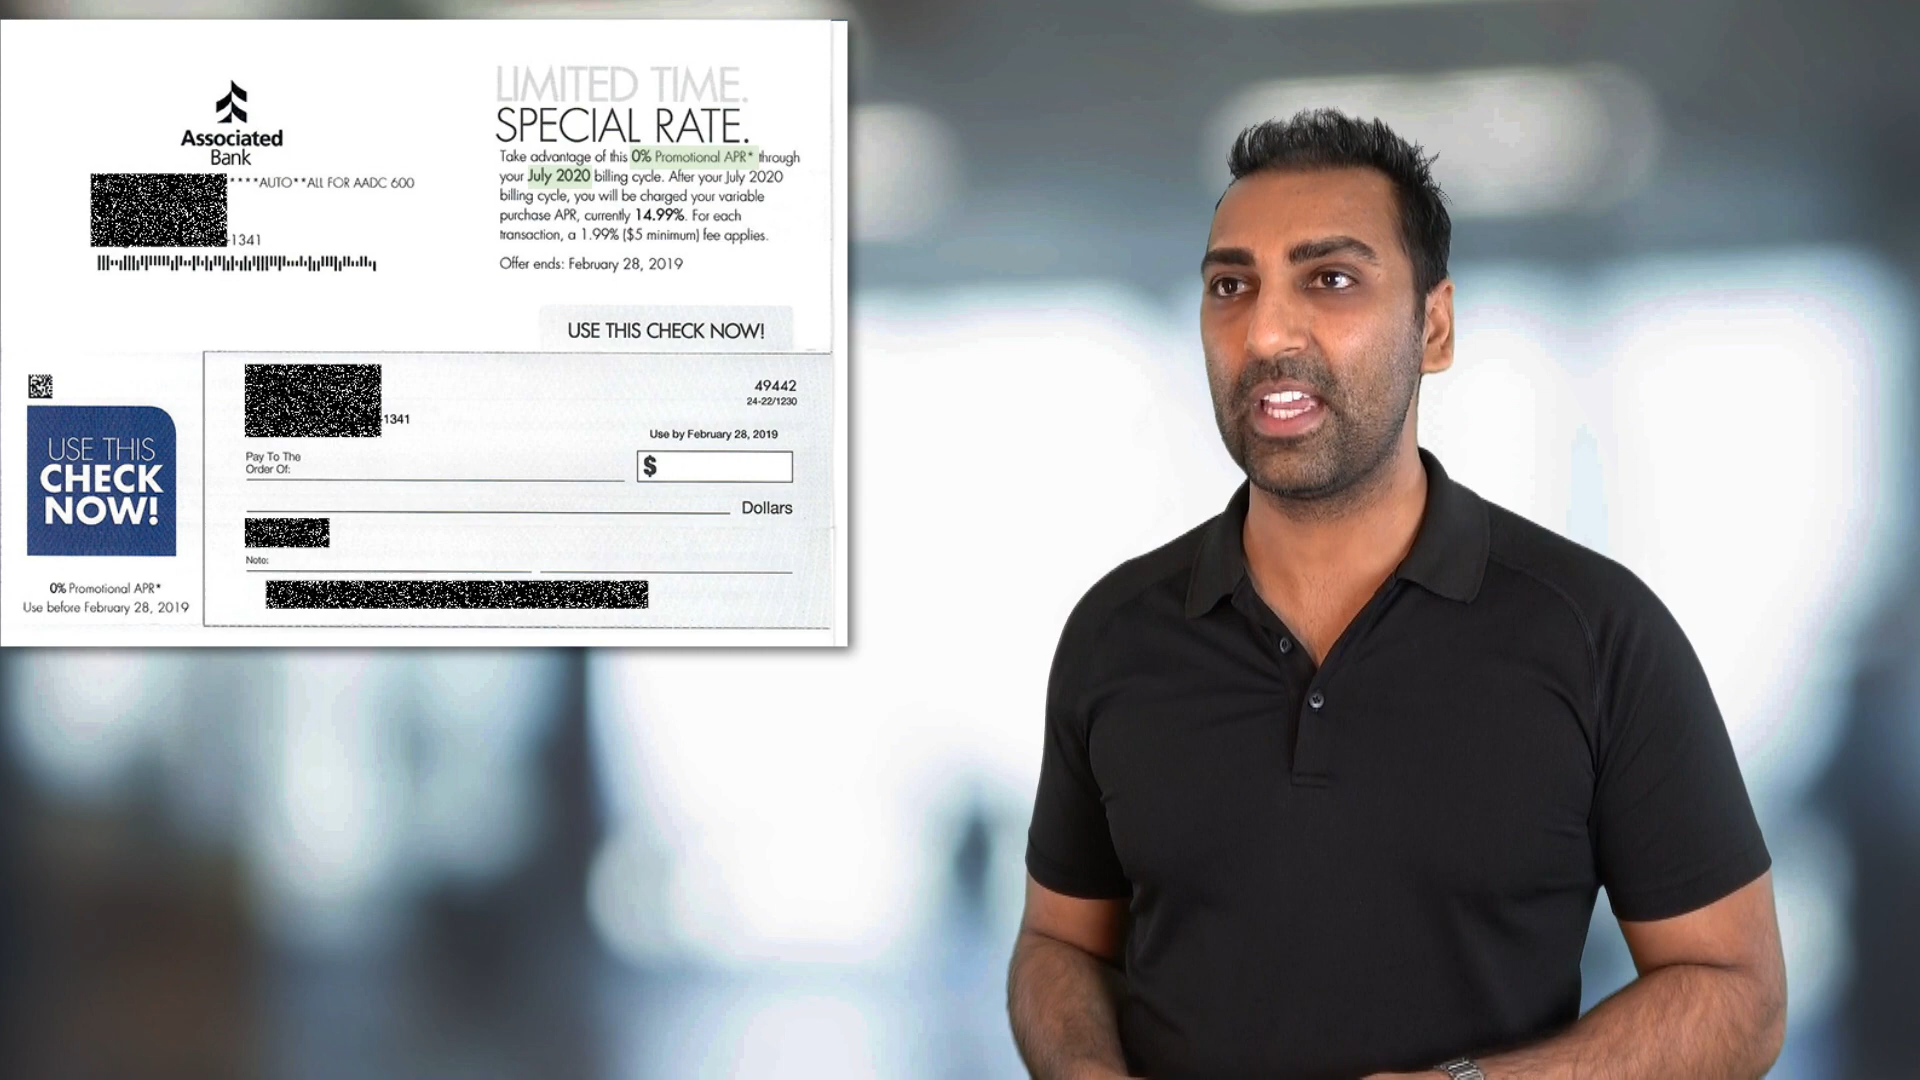 Associated
Bank
****AUTO**ALL FOR AADC 600
-1341
LIMITED TIME.
SPECIAL RATE.
Take advantage of this 0% Promotional APR* through
your July 2020 billing cycle. After your July 2020
billing cycle, you will be charged your variable
purchase APR, currently 14.99%. For each
transaction, a 1.99% ($5 minimum) fee applies.
Offer ends: February 28, 2019
USE THIS CHECK NOW!
USE THIS
CHECK
NOW!
0% Promotional APR*
Use before February 28, 2019
-1341
49442
24-22/1230
Use by February 28, 2019
Pay To The
Order Of:
$
Dollars
Note: